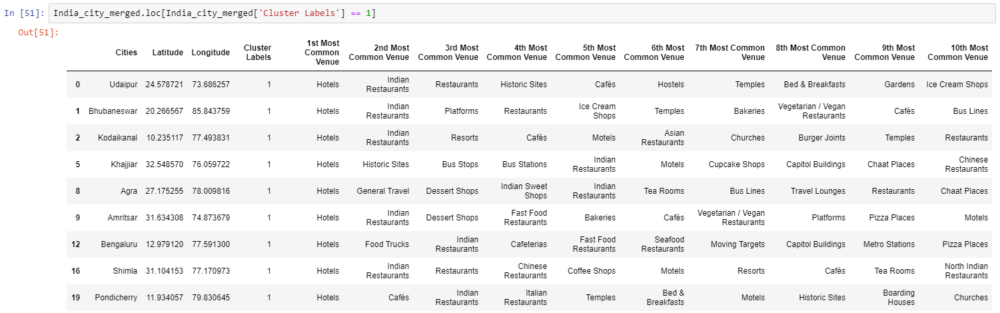 In [51]: India_city_merged.loc[India_city_merged['Cluster Labels'] == 1]
Out[51]:
Cities Latitude Longitude Cluster Labels 1st Most Common Venue 2nd Most Common Venue 3rd Most Common Venue 4th Most Common Venue 5th Most Common Venue 6th Most Common Venue 7th Most Common Venue 8th Most Common Venue 9th Most Common Venue 10th Most Common Venue
0 Udaipur 24.578721 73.686257 1 Hotels Indian Restaurants Restaurants Historic Sites Cafés Hostels Temples Bed & Breakfasts Gardens Ice Cream Shops
1 Bhubaneswar 20.266567 85.843759 1 Hotels Indian Restaurants Platforms Restaurants Ice Cream Shops Temples Bakeries Vegetarian / Vegan Restaurants Cafés Bus Lines
2 Kodaikanal 10.235117 77.493831 1 Hotels Indian Restaurants Resorts Cafés Motels Asian Restaurants Churches Burger Joints Temples Restaurants
5 Khajjiar 32.548570 76.059722 1 Hotels Historic Sites Bus Stops Bus Stations Indian Restaurants Motels Cupcake Shops Capitol Buildings Chaat Places Chinese Restaurants
8 Agra 27.175255 78.009816 1 Hotels General Travel Dessert Shops Indian Sweet Shops Indian Restaurants Tea Rooms Bus Lines Travel Lounges Restaurants Chaat Places
9 Amritsar 31.634308 74.873679 1 Hotels Indian Restaurants Dessert Shops Fast Food Restaurants Bakeries Cafés Vegetarian / Vegan Restaurants Platforms Pizza Places Motels
12 Bengaluru 12.979120 77.591300 1 Hotels Food Trucks Indian Restaurants Cafeterias Fast Food Restaurants Seafood Restaurants Moving Targets Capitol Buildings Metro Stations Pizza Places
16 Shimla 31.104153 77.170973 1 Hotels Indian Restaurants Restaurants Chinese Restaurants Coffee Shops Motels Resorts Cafés Tea Rooms North Indian Restaurants
19 Pondicherry 11.934057 79.830645 1 Hotels Cafés Indian Restaurants Italian Restaurants Temples Bed & Breakfasts Motels Historic Sites Boarding Houses Churches